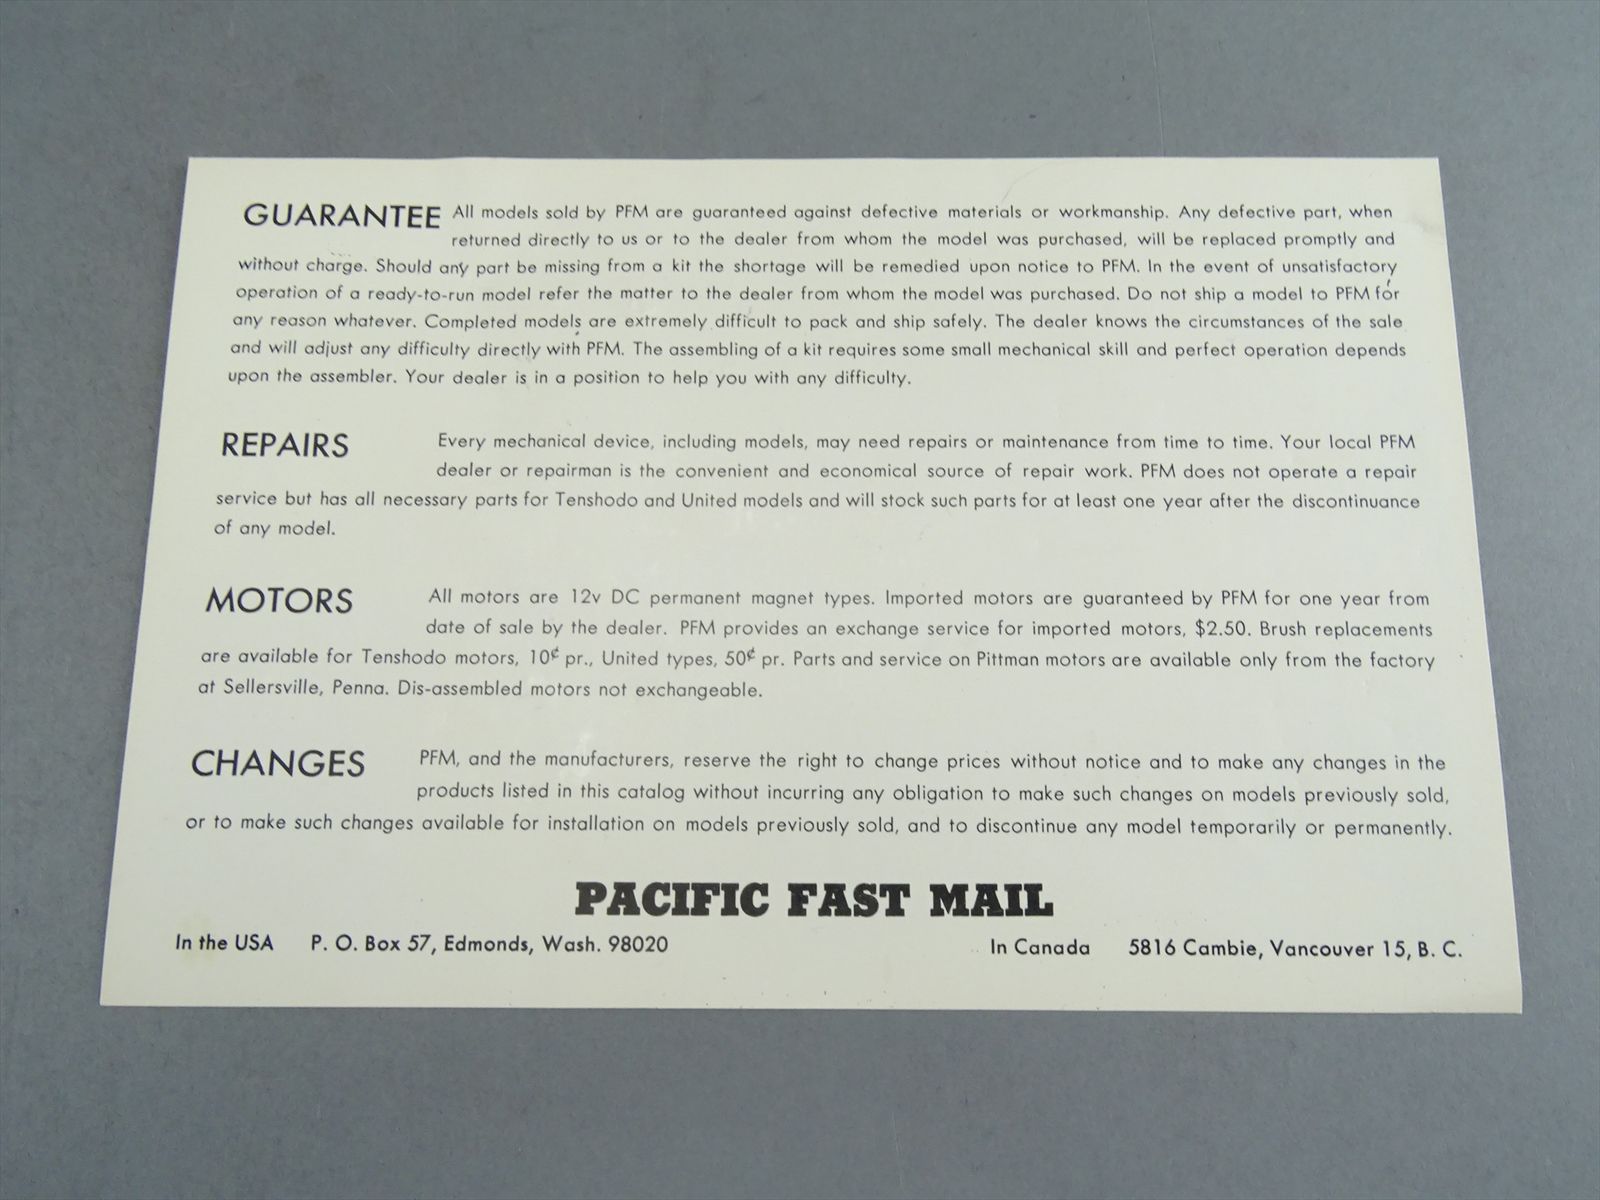 GUARANTEE All models sold by PFM are guaranteed against defective materials or workmanship. Any defective part, when
returned directly to us or to the dealer from whom the model was purchased, will be replaced promptly and
without charge. Should any part be missing from a kit the shortage will be remedied upon notice to PFM. In the event of unsatisfactory
operation of a ready-to-run model refer the matter to the dealer from whom the model was purchased. Do not ship a model to PFM for
any reason whatever. Completed models are extremely difficult to pack and ship safely. The dealer knows the circumstances of the sale
and will adjust any difficulty directly with PFM. The assembling of a kit requires some small mechanical skill and perfect operation depends
upon the assembler. Your dealer is in a position to help you with any difficulty.
REPAIRS Every mechanical device, including models, may need repairs or maintenance from time to time. Your local PFM
dealer or repairman is the convenient and economical source of repair work. PFM does not operate a repair
service but has all necessary parts for Tenshodo and United models and will stock such parts for at least one year after the discontinuance
of any model.
MOTORS All motors are 12v DC permanent magnet types. Imported motors are guaranteed by PFM for one year from
date of sale by the dealer. PFM provides an exchange service for imported motors, $2.50. Brush replacements
are available for Tenshodo motors, 10¢ pr., United types, 50¢ pr. Parts and service on Pittman motors are available only from the factory
at Sellersville, Penna. Dis-assembled motors not exchangeable.
CHANGES PFM, and the manufacturers, reserve the right to change prices without notice and to make any changes in the
products listed in this catalog without incurring any obligation to make such changes on models previously sold,
or to make such changes available for installation on models previously sold, and to discontinue any model temporarily or permanently.
PACIFIC FAST MAIL
In the USA P. O. Box 57, Edmonds, Wash. 98020 In Canada 5816 Cambie, Vancouver 15, B. C.